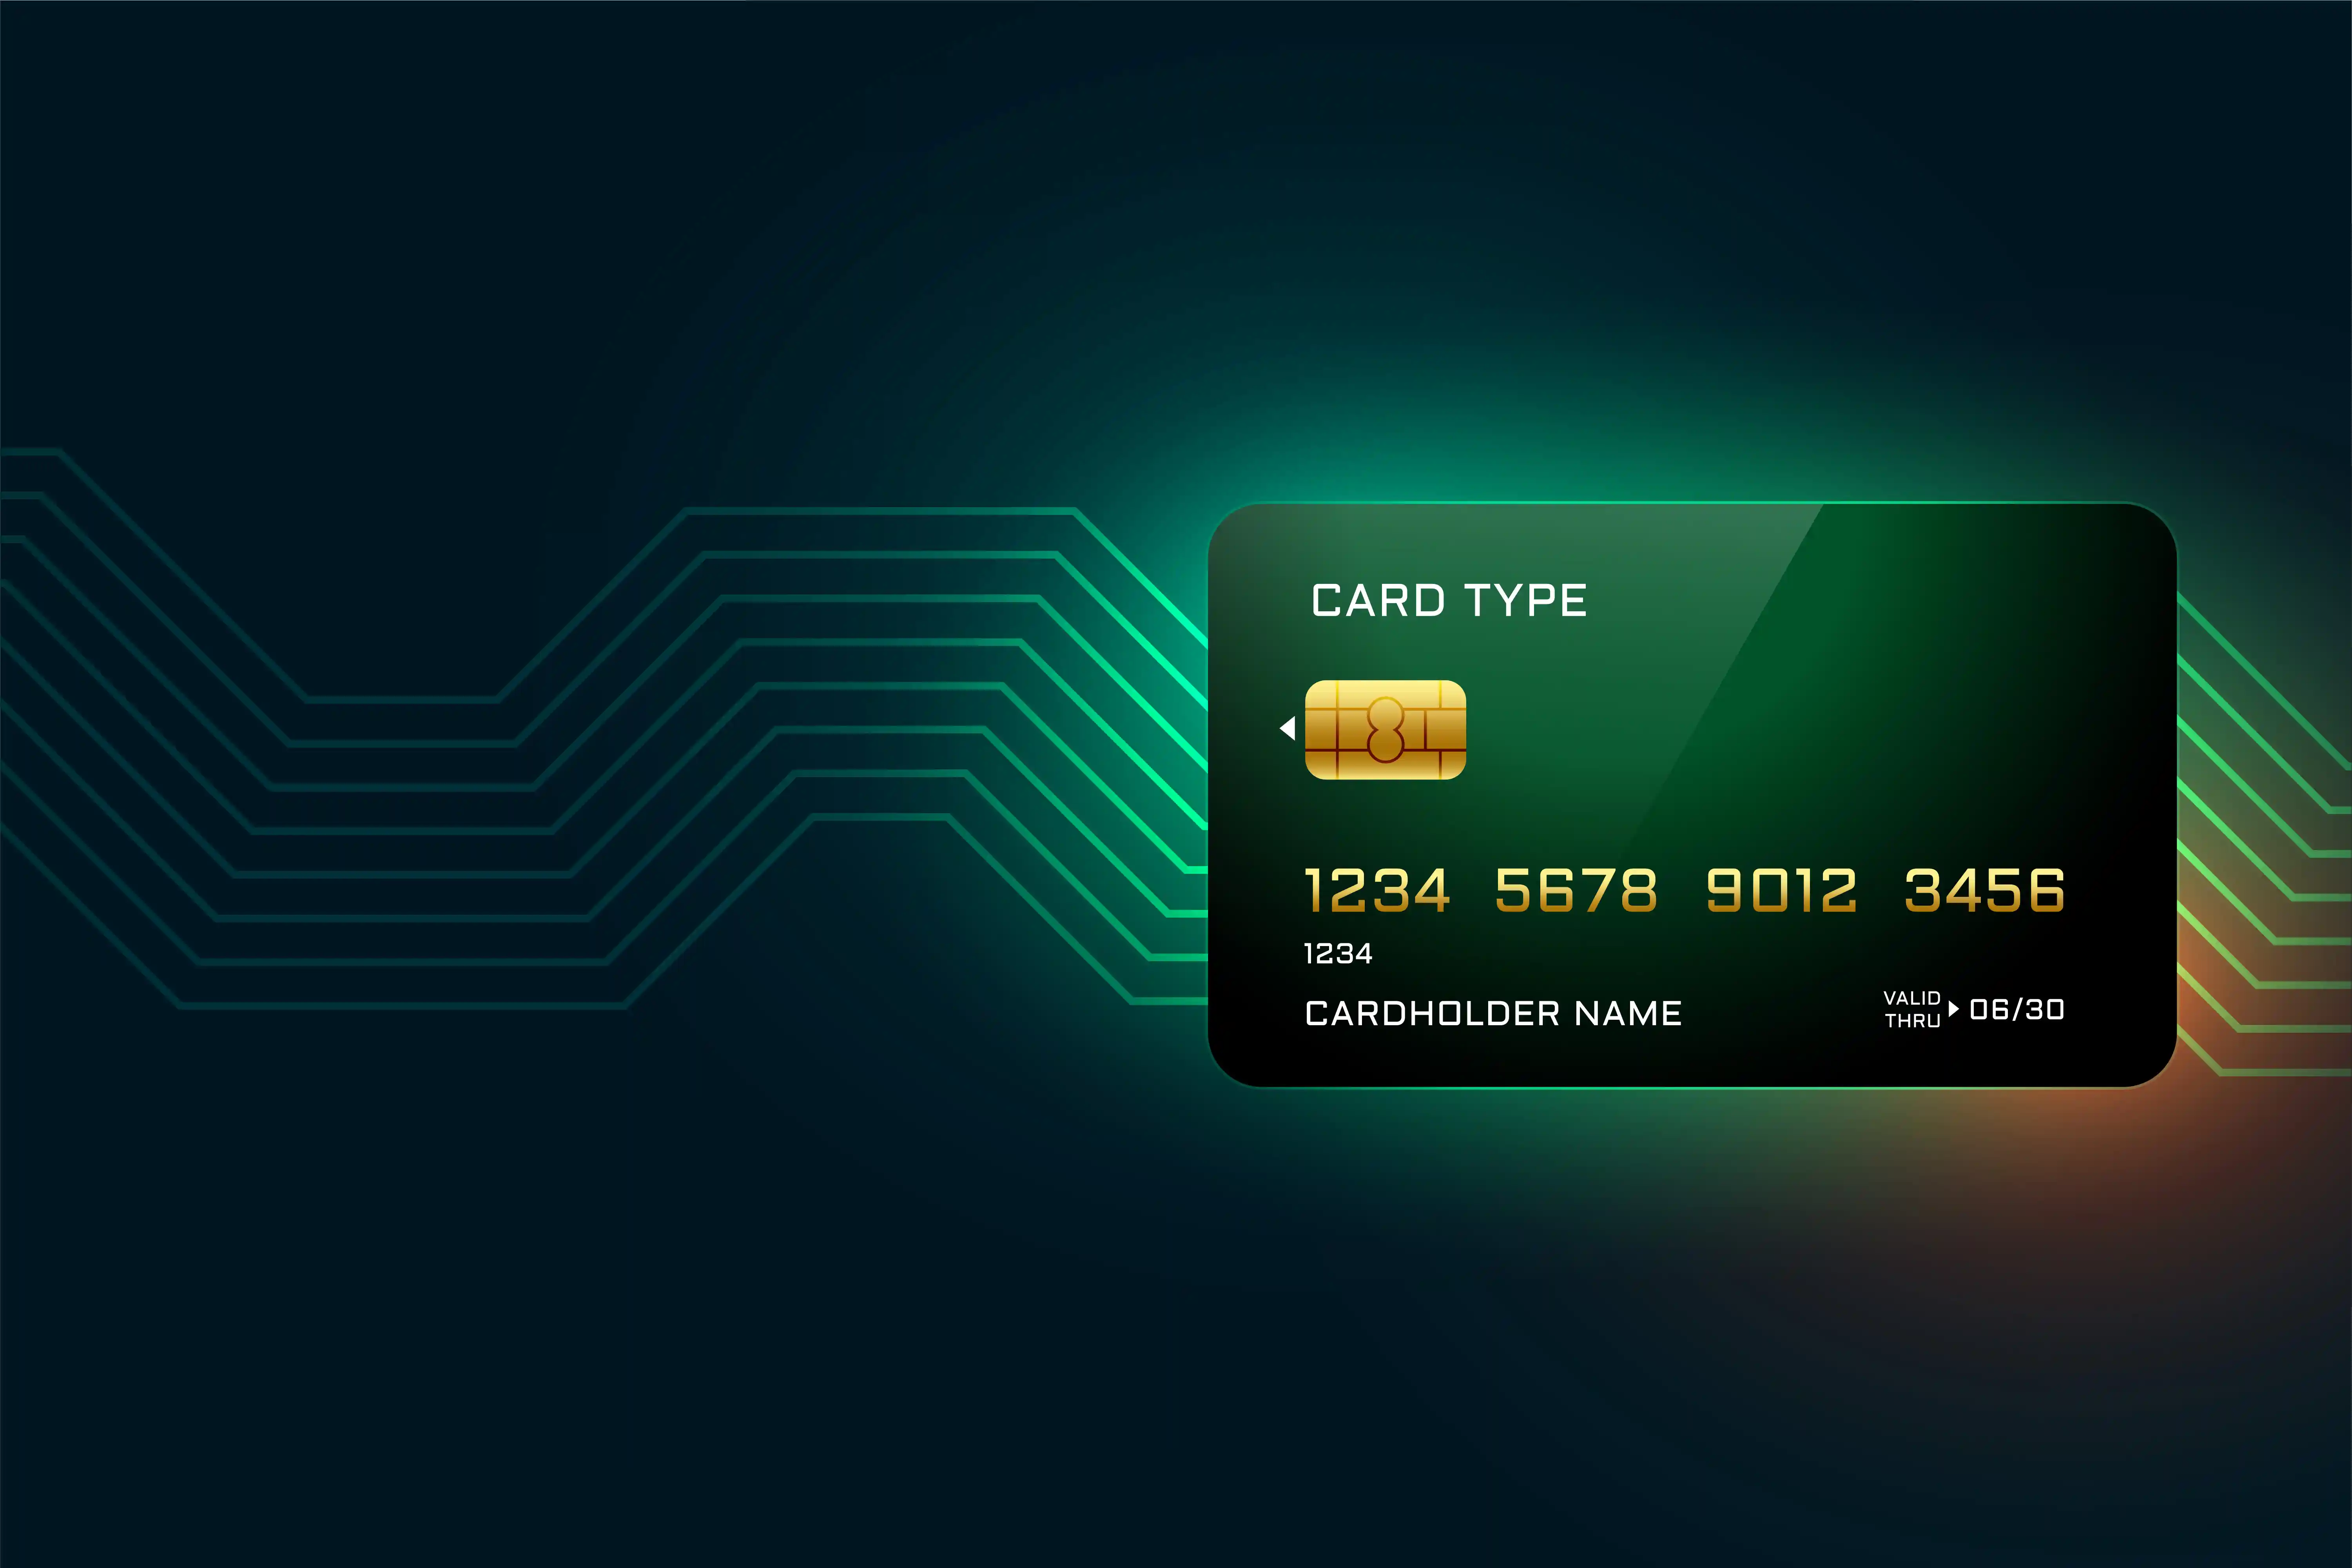 CARD TYPE
1234 5678 9012 3456
1234
CARDHOLDER NAME
VALID
THRU
06/30